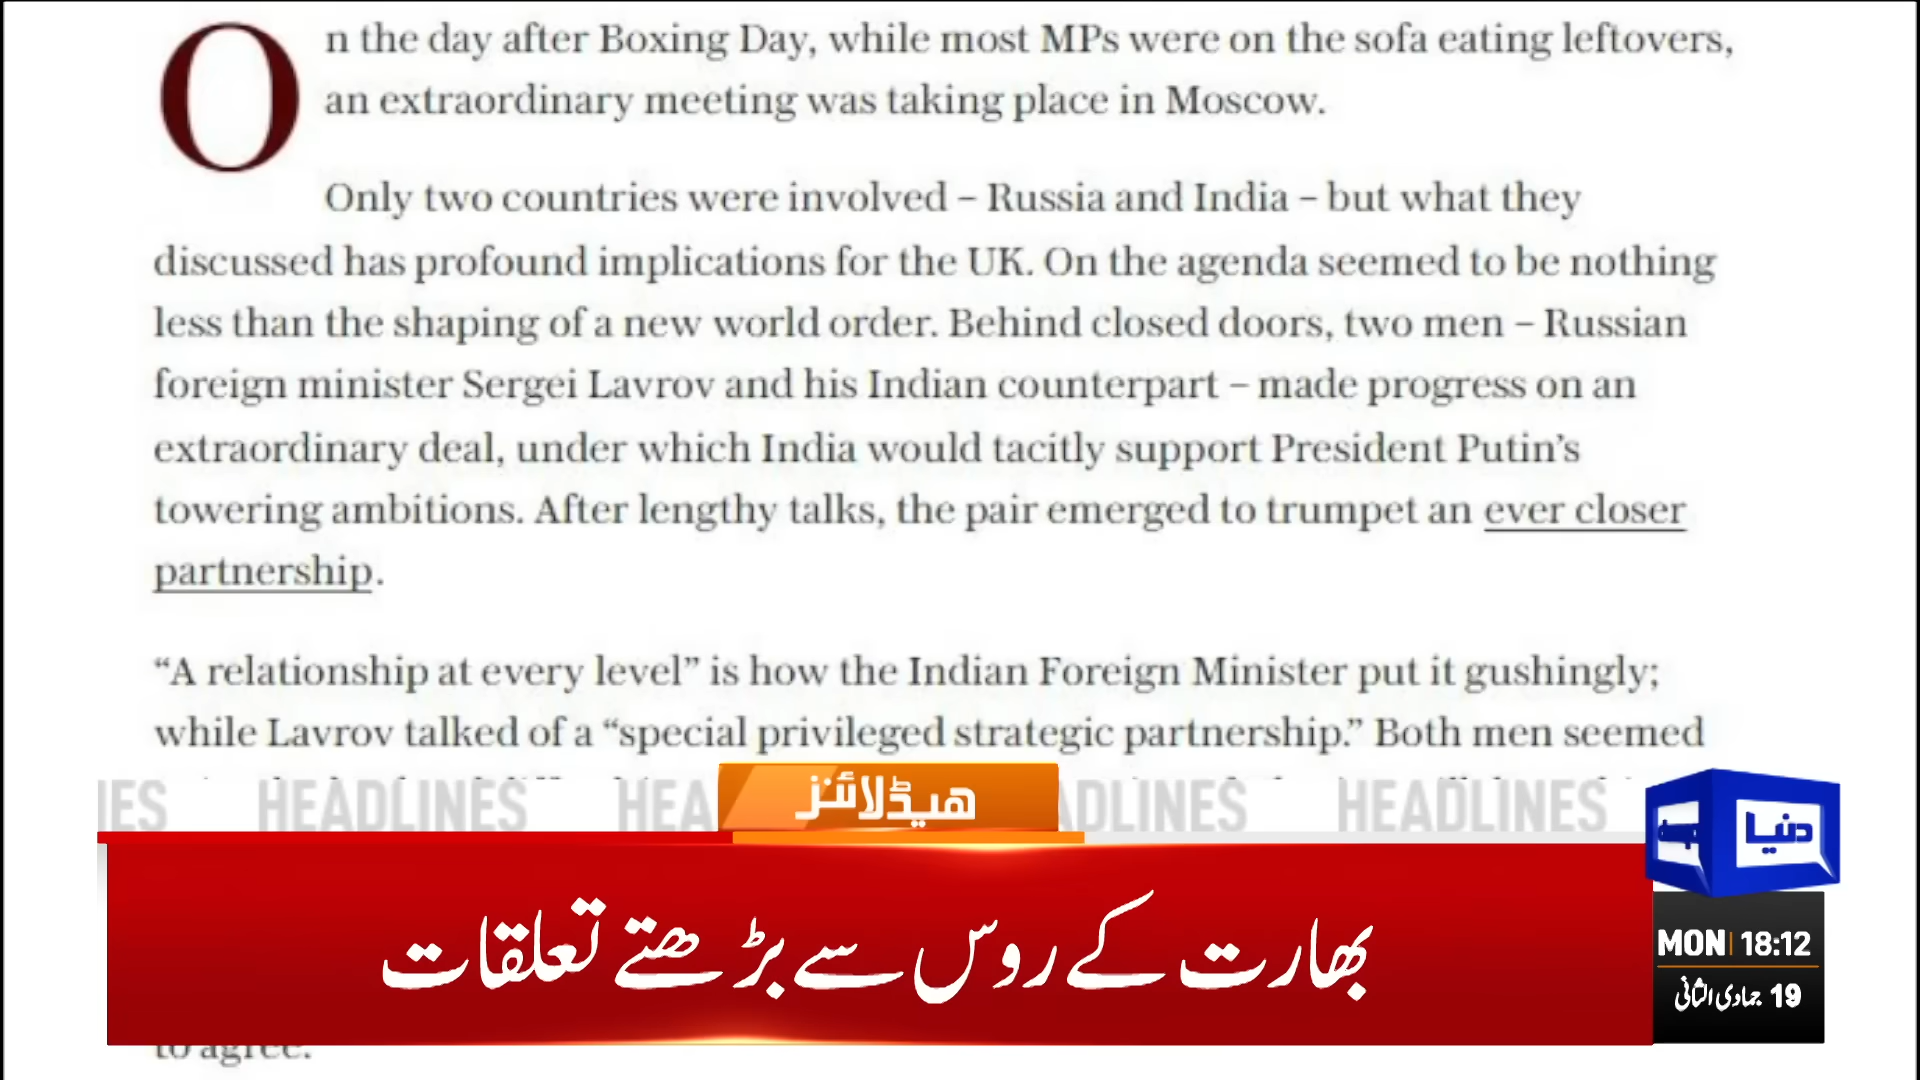 On the day after Boxing Day, while most MPs were on the sofa eating leftovers,
an extraordinary meeting was taking place in Moscow.
Only two countries were involved – Russia and India – but what they
discussed has profound implications for the UK. On the agenda seemed to be nothing
less than the shaping of a new world order. Behind closed doors, two men – Russian
foreign minister Sergei Lavrov and his Indian counterpart – made progress on an
extraordinary deal, under which India would tacitly support President Putin’s
towering ambitions. After lengthy talks, the pair emerged to trumpet an ever closer
partnership.
“A relationship at every level” is how the Indian Foreign Minister put it gushingly;
while Lavrov talked of a “special privileged strategic partnership.” Both men seemed
HEADLINES
ھیڈلائنز
HEADLINES
دنیا
بھارت کے روس سے بڑھتے تعلقات
MON 18:12
19 جمادی الثانی
to agree.